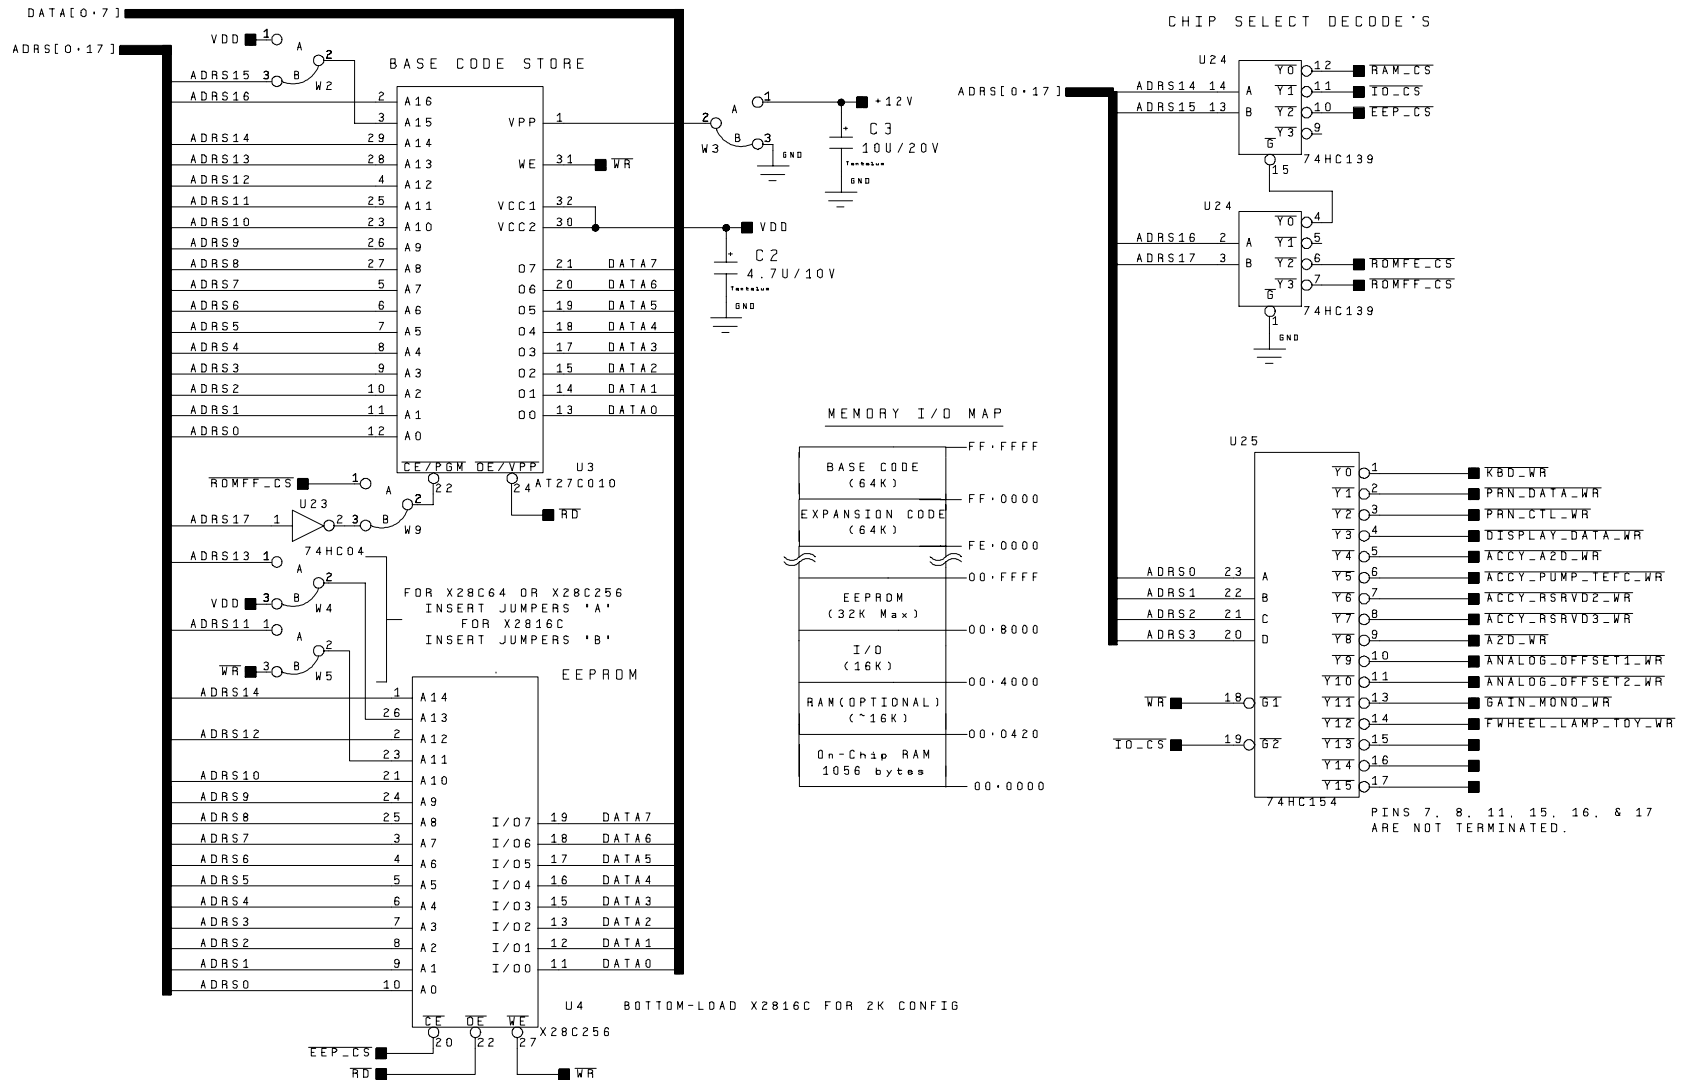 DATA[0:7]
ADRS[0:17]
VDD 1 A 2
ADRS15 3 B W2
BASE CODE STORE
ADRS16 2 A16
3 A15
ADRS14 29 A14
ADRS13 28 A13
ADRS12 4 A12
ADRS11 25 A11
ADRS10 23 A10
ADRS9 26 A9
ADRS8 27 A8
ADRS7 5 A7
ADRS6 6 A6
ADRS5 7 A5
ADRS4 8 A4
ADRS3 9 A3
ADRS2 10 A2
ADRS1 11 A1
ADRS0 12 A0
VPP 1
WE 31 WR
VCC1 32
VCC2 30 VDD
O7 21 DATA7
O6 20 DATA6
O5 19 DATA5
O4 18 DATA4
O3 17 DATA3
O2 15 DATA2
O1 14 DATA1
O0 13 DATA0
CE/PGM OE/VPP
22 24
U3
AT27C010
RD
2 A 1 +12V
W3 B 3
GND
+ C3
10U/20V
Tantalum
GND
+ C2
4.7U/10V
Tantalum
GND
ROMFF_CS 1 A
U23
ADRS17 1 2 3 B 2
W9
74HC04
ADRS13 1 A 2
VDD 3 B W4
ADRS11 1 A 2
WR 3 B W5
FOR X28C64 OR X28C256
INSERT JUMPERS 'A'
FOR X2816C
INSERT JUMPERS 'B'
EEPROM
ADRS14 1 A14
26 A13
ADRS12 2 A12
23 A11
ADRS10 21 A10
ADRS9 24 A9
ADRS8 25 A8
ADRS7 3 A7
ADRS6 4 A6
ADRS5 5 A5
ADRS4 6 A4
ADRS3 7 A3
ADRS2 8 A2
ADRS1 9 A1
ADRS0 10 A0
I/O7 19 DATA7
I/O6 18 DATA6
I/O5 17 DATA5
I/O4 16 DATA4
I/O3 15 DATA3
I/O2 13 DATA2
I/O1 12 DATA1
I/O0 11 DATA0
CE OE WE
20 22 27
U4
X28C256
BOTTOM-LOAD X2816C FOR 2K CONFIG
EEP_CS
RD
WR
MEMORY I/O MAP
FF:FFFF
BASE CODE
(64K)
FF:0000
EXPANSION CODE
(64K)
FE:0000
00:FFFF
EEPROM
(32K Max)
00:8000
I/O
(16K)
00:4000
RAM(OPTIONAL)
(~16K)
00:0420
On-Chip RAM
1056 bytes
00:0000
CHIP SELECT DECODE'S
ADRS[0:17]
U24
ADRS14 14 A
ADRS15 13 B
Y0 12 RAM_CS
Y1 11 IO_CS
Y2 10 EEP_CS
Y3 9
G
15
74HC139
U24
ADRS16 2 A
ADRS17 3 B
Y0 4
Y1 5
Y2 6 ROMFE_CS
Y3 7 ROMFF_CS
G
1
74HC139
GND
U25
ADRS0 23 A
ADRS1 22 B
ADRS2 21 C
ADRS3 20 D
WR 18 G1
IO_CS 19 G2
Y0 1 KBD_WR
Y1 2 PRN_DATA_WR
Y2 3 PRN_CTL_WR
Y3 4 DISPLAY_DATA_WR
Y4 5 ACCY_A2D_WR
Y5 6 ACCY_PUMP_TEFC_WR
Y6 7 ACCY_RSRVD2_WR
Y7 8 ACCY_RSRVD3_WR
Y8 9 A2D_WR
Y9 10 ANALOG_OFFSET1_WR
Y10 11 ANALOG_OFFSET2_WR
Y11 13 GAIN_MONO_WR
Y12 14 FWHEEL_LAMP_TOY_WR
Y13 15
Y14 16
Y15 17
74HC154
PINS 7, 8, 11, 15, 16, & 17
ARE NOT TERMINATED.